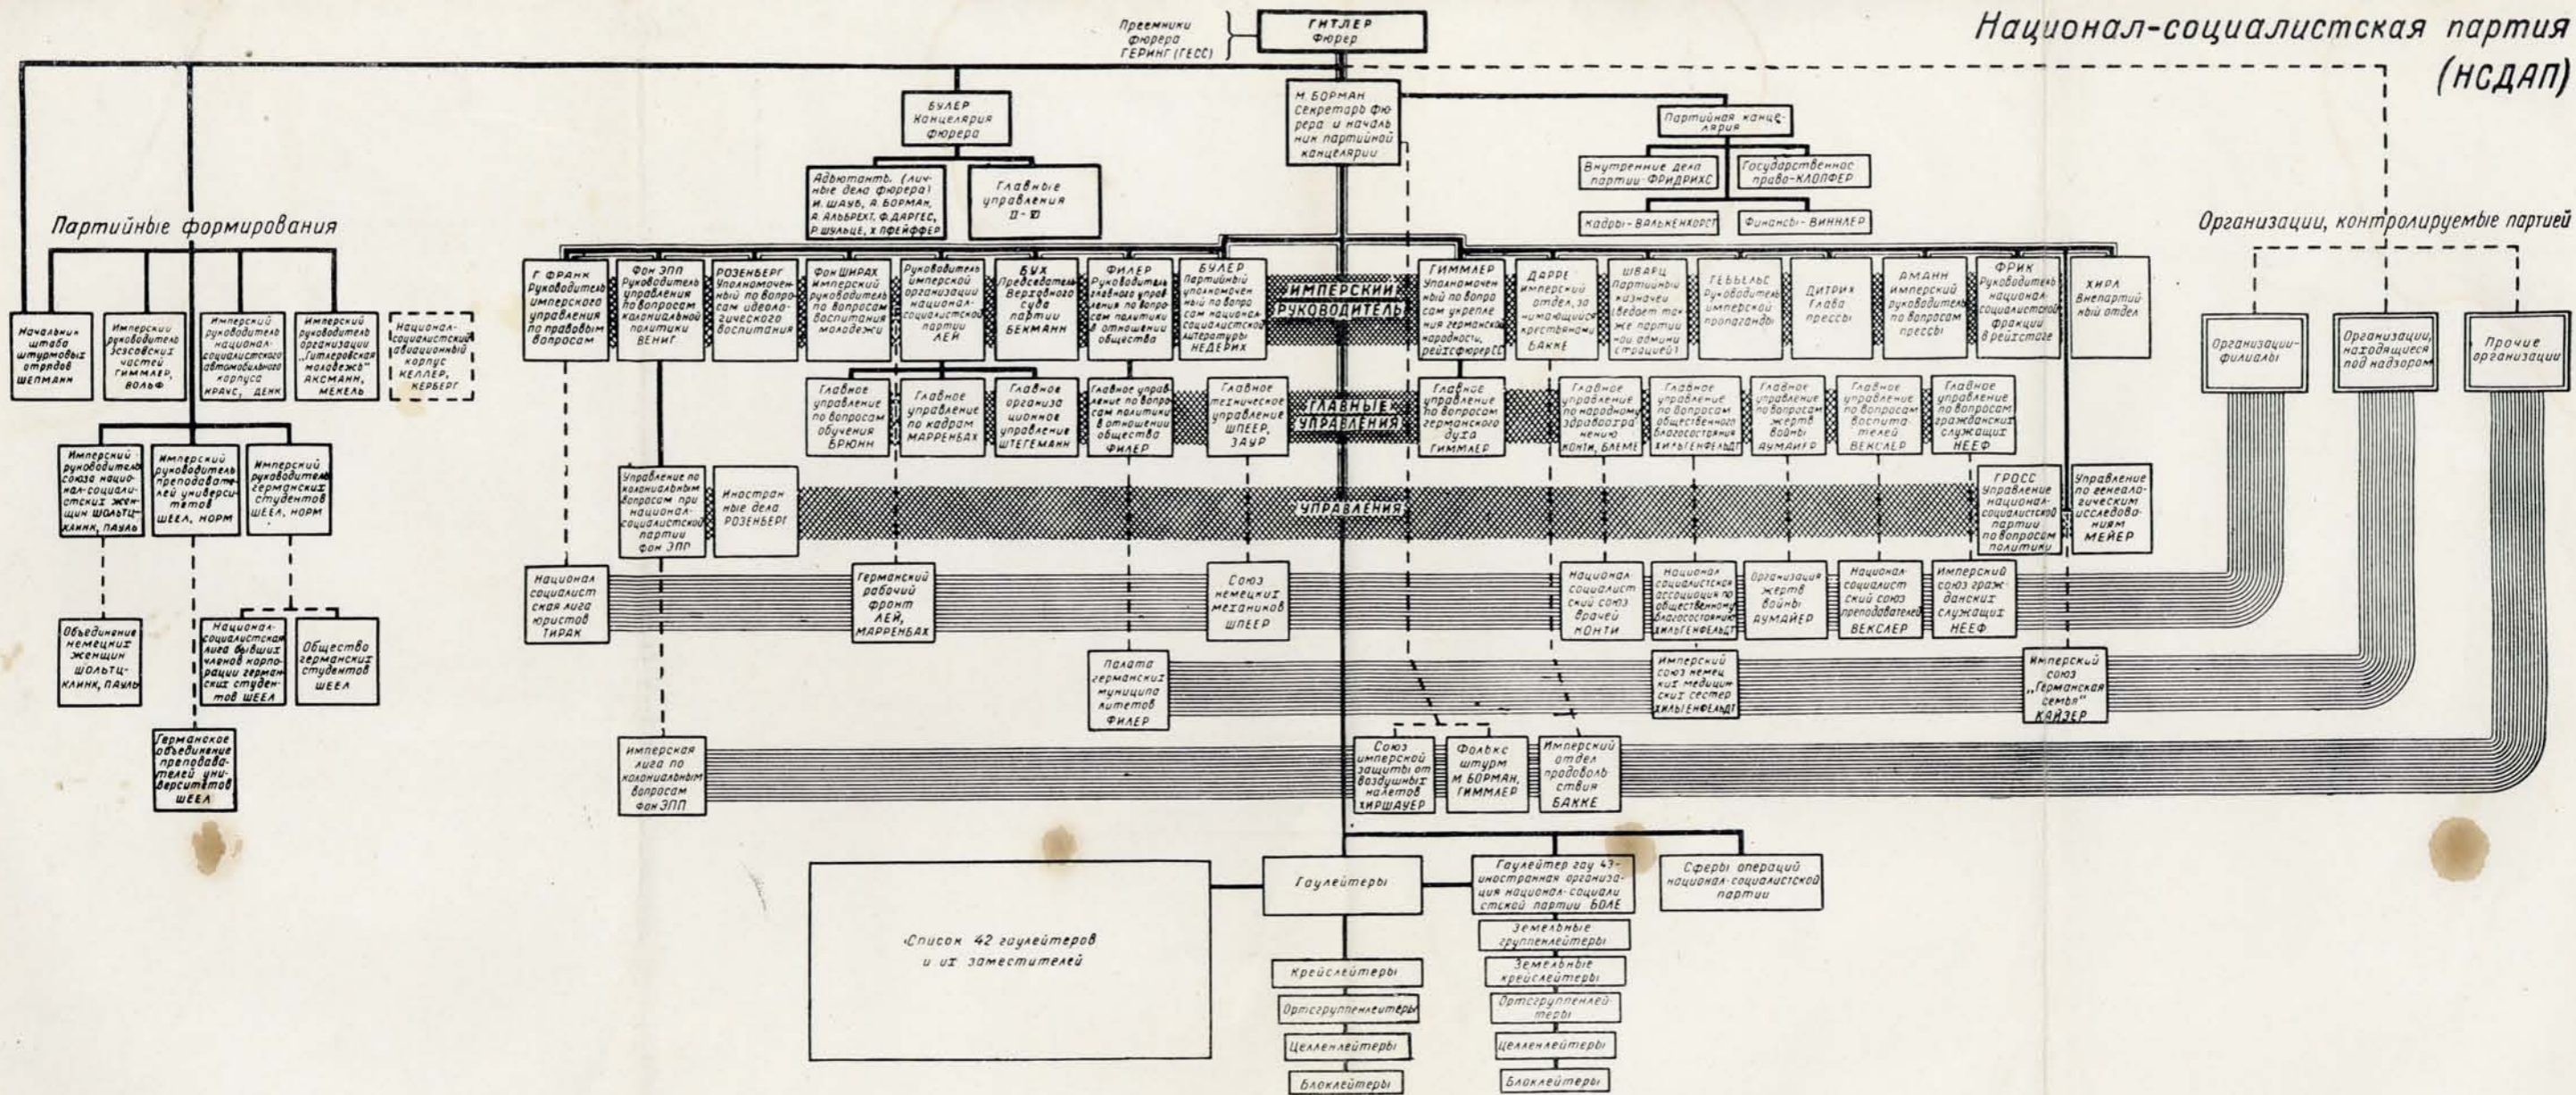 Национал-социалистская партия
(НСДАП)
Преемники
фюрера
ГЕРИНГ (ГЕСС)
ГИТЛЕР
Фюрер
БУЛЕР
Канцелярия
фюрера
М. БОРМАН
Секретарь фю-
рера и началь
ник партийной
канцелярии
Партийная канце-
лярия
Адъютанты. (лич-
ные дела фюрера)
И. ШАУБ, А. БОРМАН,
А. АЛЬБРЕХТ, Ф. ДАРГЕС,
Р. ШУЛЬЦЕ, Х ПФЕЙФФЕР
Главные
управления
II - VI
Внутренние дела
партии-ФРИДРИХС
Государственное
право-КЛОПФЕР
Кадры-ВАЛЬКЕНХОРСТ
Финансы-ВИННЛЕР
Партийные формирования
Организации, контролируемые партией
Начальник
штаба
штурмовых
отрядов
ШЕПМАНН
Имперский
руководитель
эсэсовских
частей
ГИММЛЕР,
ВОЛЬФ
Имперский
руководитель
национал-
социалистского
автомобильного
корпуса
КРАУС, ДЕНК
Имперский
руководитель
организации
„Гитлеровская
молодежь"
АКСМАНН,
МЕКЕЛЬ
Национал-
социалистский
авиационный
корпус
КЕЛЛЕР,
КЕРБЕРГ
Г ФРАНК
Руководитель
имперского
управления
по правовым
вопросам
Фон ЭПП
Руководитель
управления
по вопросам
колониальной
политики
ВЕНИГ
РОЗЕНБЕРГ
Уполномочен-
ный по вопро-
сам идеоло-
гического
воспитания
Фон ШИРАХ
Имперский
руководитель
по вопросам
воспитания
молодежи
Руководитель
имперской
организации
национал-
социалистской
партии
ЛЕЙ
БУХ
Председатель
Верховного
суда
партии
БЕКМАНН
ФИЛЕР
Руководитель
главного управ
ления по вопро-
сам политики
в отношении
общества
БУЛЕР
Партийный
уполномочен
ный по вопро
сам национал
социалистской
литературы
НЕДЕРИХ
ИМПЕРСКИЙ
РУКОВОДИТЕЛЬ
ГИММЛЕР
Уполномочен
ный по вопро
сам укрепле
ния германской
народности,
рейхсфюрер СС
ДАРРЕ
Имперский
отдел, за
нимающийся
крестьянами
БАККЕ
ШВАРЦ
Партийный
казначей
(ведает так
же партий
ной админи
страцией)
ГЕББЕЛЬС
Руководитель
имперской
пропаганды
ДИТРИХ
Глава
прессы
АМАНН
Имперский
руководитель
по вопросам
прессы
ФРИК
Руководитель
национал
социалистской
фракции
в рейхстаге
ХИРЛ
Внепартий
ный отдел
Организации-
филиалы
Организации,
находящиеся
под надзором
Прочие
организации
Главное
управление
по вопросам
обучения
БРЮНН
Главное
управление
по кадрам
МАРРЕНБАХ
Главное
организа
ционное
управление
ШТЕГЕМАНН
Главное управ
ление по вопро-
сам политики
в отношении
общества
ФИЛЕР
Главное
техническое
управление
ШПЕЕР,
ЗАУР
ГЛАВНЫЕ
УПРАВЛЕНИЯ
Главное
управление
по вопросам
германского
духа
ГИММЛЕР
Главное
управление
по народному
здравоохра
нению
КОНТИ, БЛЕМЕ
Главное
управление
по вопросам
общественного
благосостояния
ХИЛЬГЕНФЕЛЬДТ
Главное
управление
по вопросам
жертв
войны
АУМАЙЕР
Главное
управление
по вопросам
воспита
телей
ВЕКСЛЕР
Главное
управление
по вопросам
гражданских
служащих
НЕЕФ
Имперский
руководитель
союза нацио-
нал-социали-
стских жен-
щин ШОЛЬТЦ-
КЛИНК, ПАУЛЬ
Имперский
руководитель
преподавате-
лей универси-
тетов
ШЕЕЛ, НОРМ
Имперский
руководитель
германских
студентов
ШЕЕЛ, НОРМ
Управление по
колониальным
вопросам при
национал-
социалистской
партии
фон ЭПП
Иностран
ные дела
РОЗЕНБЕРГ
УПРАВЛЕНИЯ
ГРОСС
Управление
национал-
социалистской
партии
по вопросам
политики
Управление
по генеало-
гическим
исследова-
ниям
МЕЙЕР
Национал
социалист
ская лига
юристов
ТИРАК
Германский
рабочий
фронт
ЛЕЙ,
МАРРЕНБАХ
Союз
немецких
механиков
ШПЕЕР
Национал-
социалист
ский союз
врачей
КОНТИ
Национал
социалистская
ассоциация по
общественному
благосостоянию
ХИЛЬГЕНФЕЛЬДТ
Организация
жертв
войны
АУМАЙЕР
Национал-
социалист
ский союз
преподавателей
ВЕКСЛЕР
Имперский
союз граж-
данских
служащих
НЕЕФ
Объединение
немецких
женщин
ШОЛЬТЦ-
КЛИНК, ПАУЛЬ
Национал-
социалистская
лига бывших
членов корпо-
рации герман-
ских студен-
тов ШЕЕЛ
Общество
германских
студентов
ШЕЕЛ
Палата
германских
муниципа
литетов
ФИЛЕР
Имперский
союз немец
ких медицин
ских сестер
ХИЛЬГЕНФЕЛЬДТ
Имперский
союз
„Германская
семья"
КАЙЗЕР
Германское
объединение
преподава-
телей уни-
верситетов
ШЕЕЛ
Имперская
лига по
колониальным
вопросам
Фон ЭПП
Союз
имперской
защиты от
воздушных
налетов
ХИРШАУЕР
Фолькс
штурм
М БОРМАН,
ГИММЛЕР
Имперский
отдел
продоволь
ствия
БАККЕ
Список 42 гаулейтеров
и их заместителей
Гаулейтеры
Гаулейтер гау 43-
иностранная организа-
ция национал-социали
стской партии БОЛЕ
Сферы операций
национал-социалистской
партии
Крейслейтеры
Ортсгруппенлейтеры
Целленлейтеры
Блоклейтеры
Земельные
группенлейтеры
Земельные
крейслейтеры
Ортсгруппенлей-
теры
Целленлейтеры
Блоклейтеры